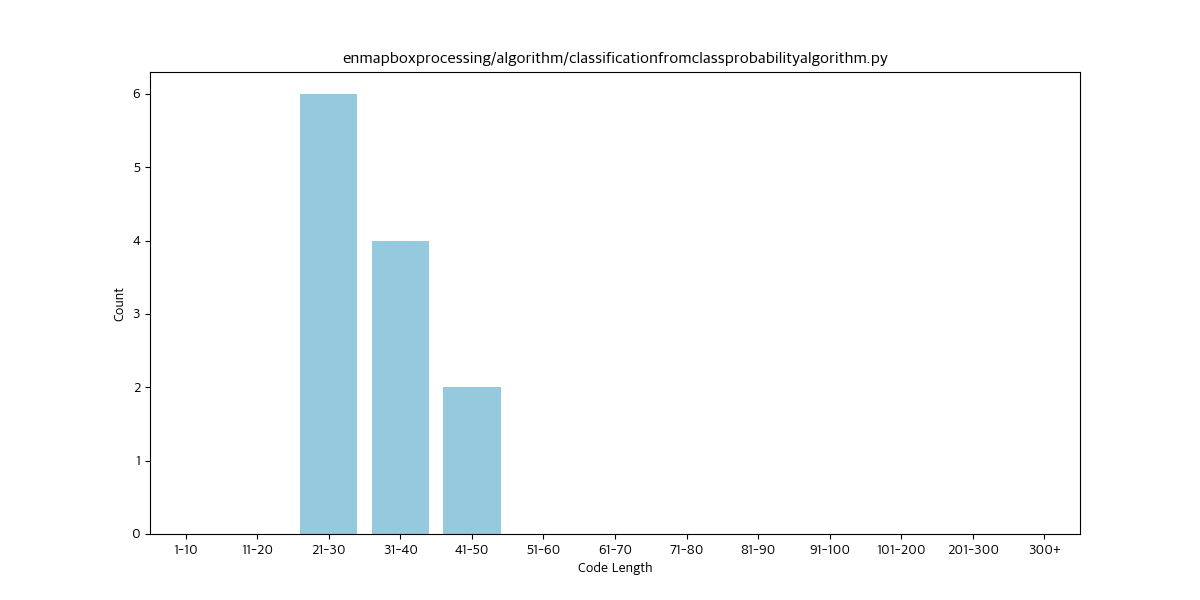 enmapboxprocessing/algorithm/classificationfromclassprobabilityalgorithm.py
6
5
4
3
2
1
0
Count
1-10 11-20 21-30 31-40 41-50 51-60 61-70 71-80 81-90 91-100 101-200 201-300 300+
Code Length